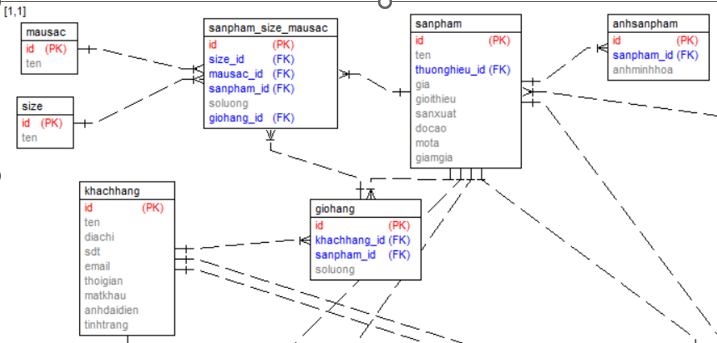 [1,1]
mausac
id (PK)
ten
size
id (PK)
ten
sanpham_size_mausac
id (PK)
size_id (FK)
mausac_id (FK)
sanpham_id (FK)
soluong
giohang_id (FK)
sanpham
id (PK)
ten
thuonghieu_id (FK)
gia
gioithieu
sanxuat
docao
mota
giamgia
anhsanpham
id (PK)
sanpham_id (FK)
anhminhhoa
khachhang
id (PK)
ten
diachi
sdt
email
thoigian
matkhau
anhdaidien
tinhtrang
giohang
id (PK)
khachhang_id (FK)
sanpham_id (FK)
soluong